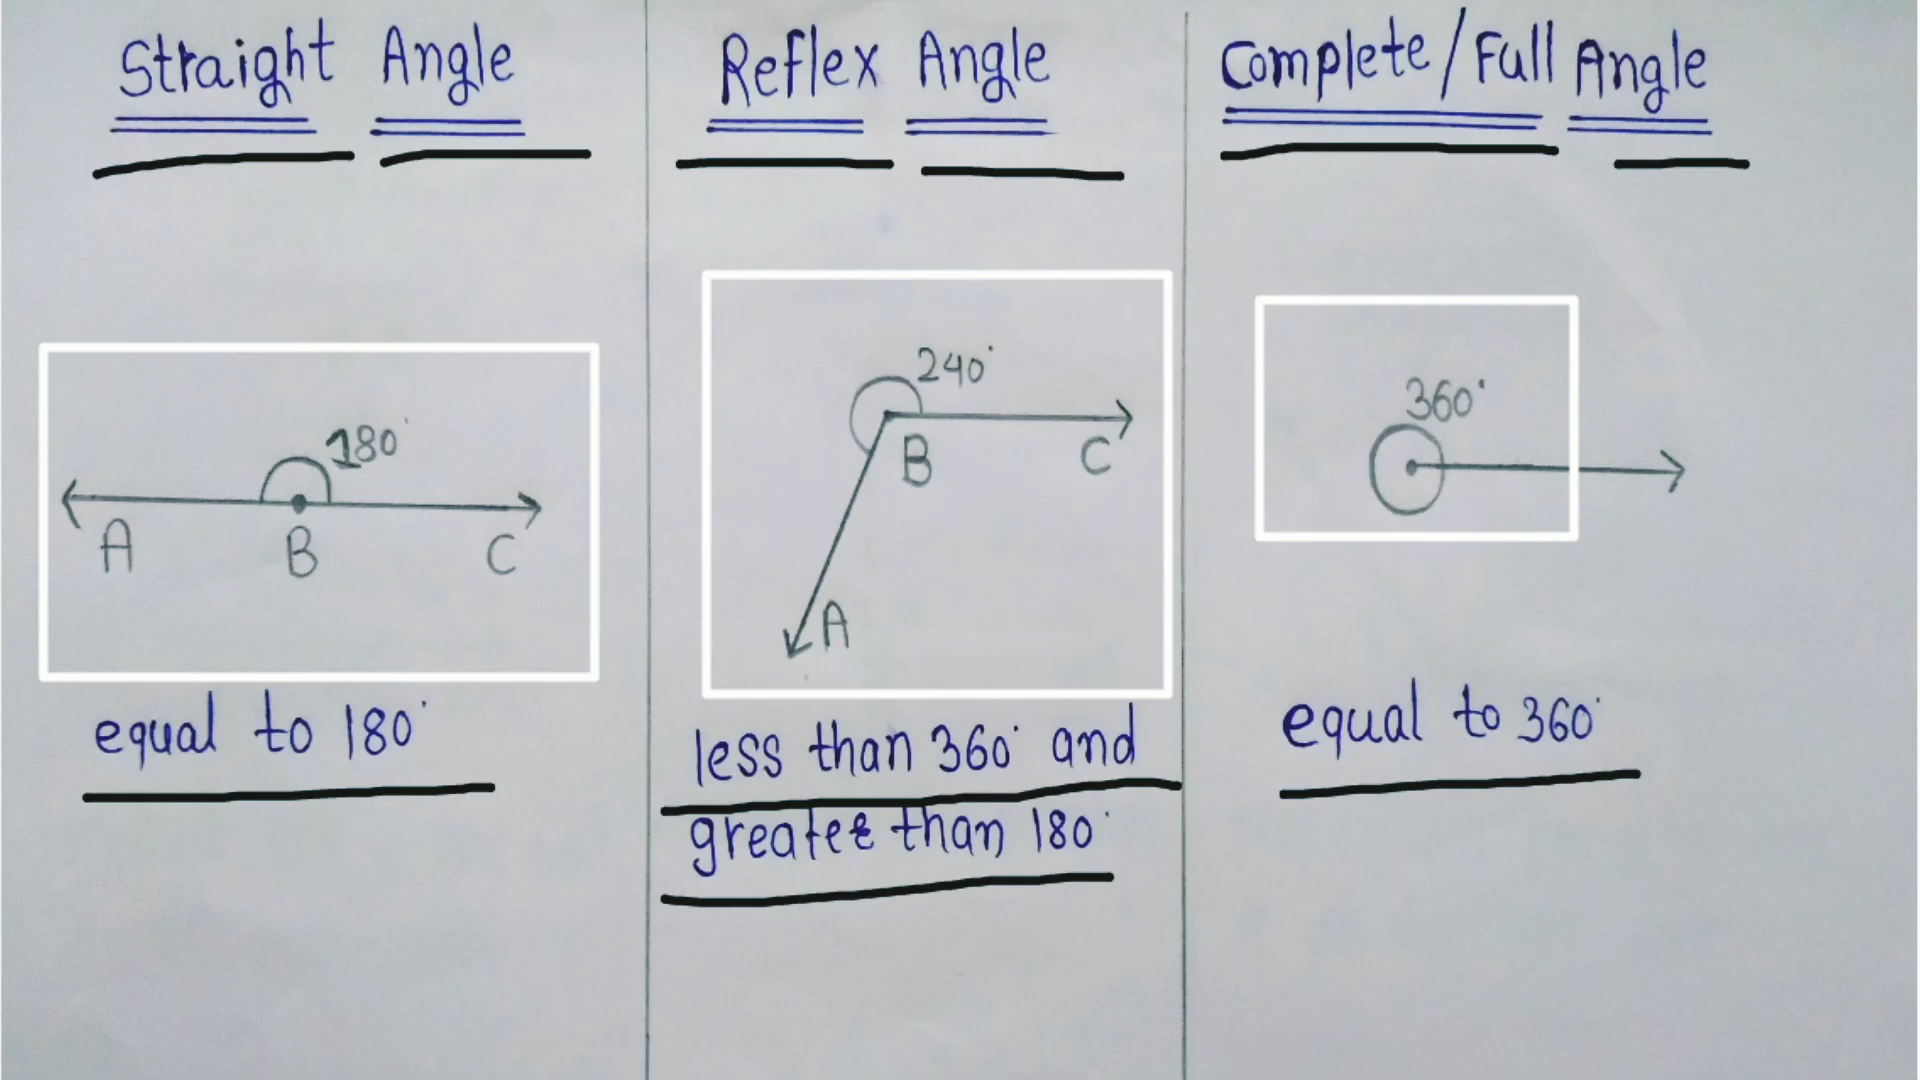 Straight Angle
180°
A B C
equal to 180°
Reflex Angle
240°
B C
A
less than 360° and
greater than 180°
Complete/Full Angle
360°
equal to 360°